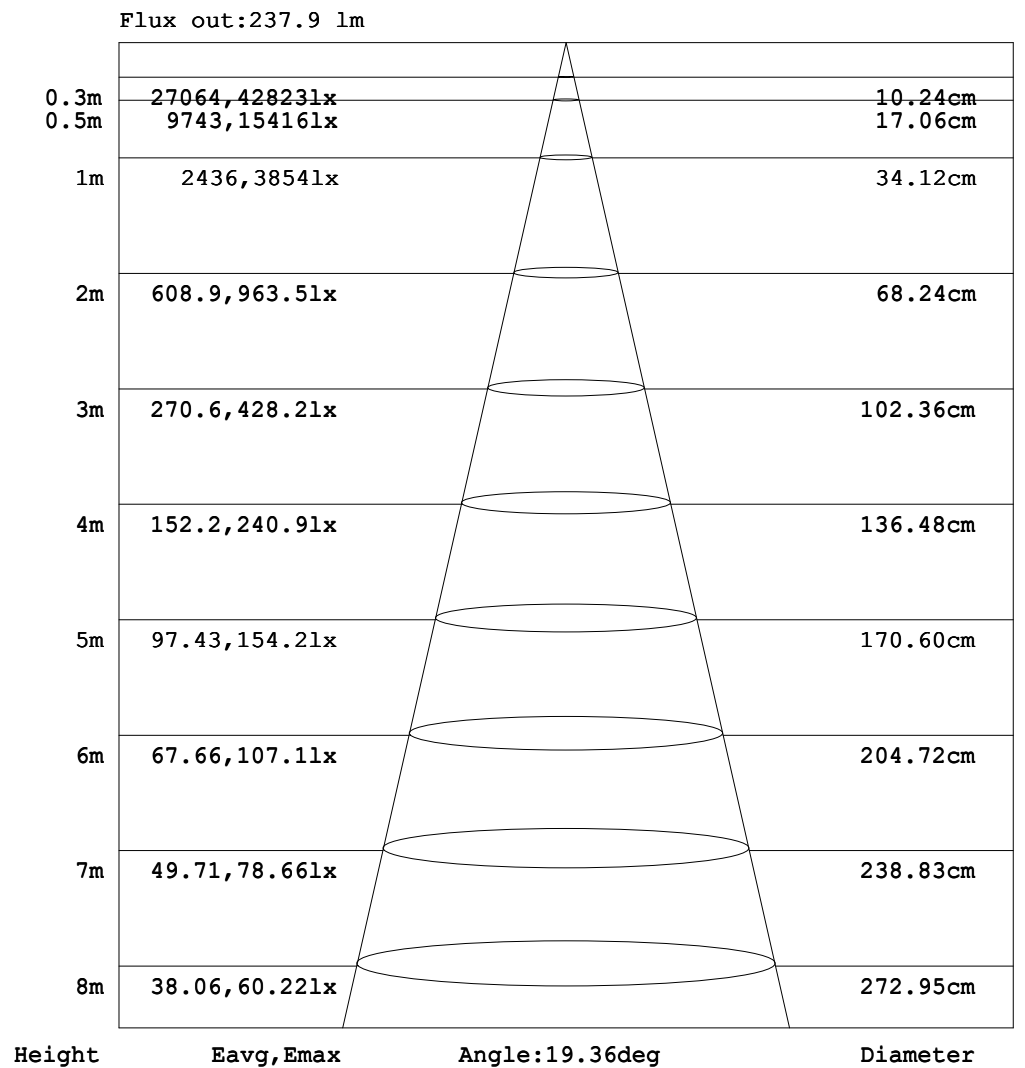 Flux out:237.9 lm
0.3m 27064,42823lx 10.24cm
0.5m 9743,15416lx 17.06cm
1m 2436,3854lx 34.12cm
2m 608.9,963.5lx 68.24cm
3m 270.6,428.2lx 102.36cm
4m 152.2,240.9lx 136.48cm
5m 97.43,154.2lx 170.60cm
6m 67.66,107.1lx 204.72cm
7m 49.71,78.66lx 238.83cm
8m 38.06,60.22lx 272.95cm
Height Eavg,Emax Angle:19.36deg Diameter